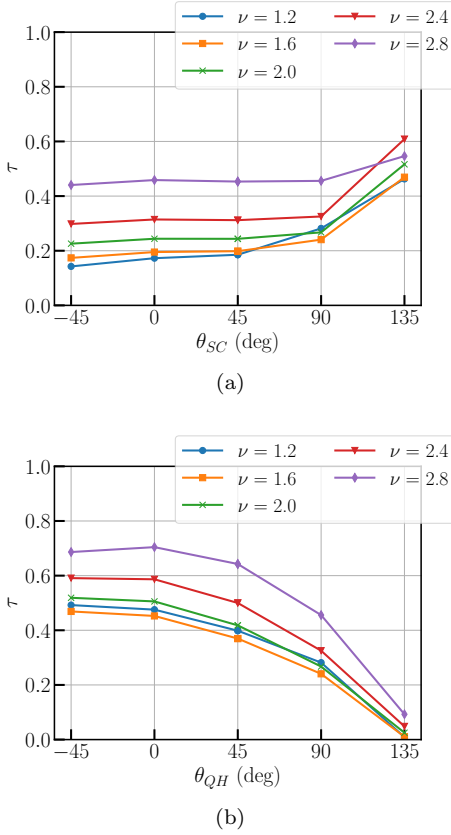 ν = 1.2
ν = 1.6
ν = 2.0
ν = 2.4
ν = 2.8
1.0
0.8
0.6
0.4
0.2
0.0
τ
−45 0 45 90 135
θ_SC (deg)
(a)
ν = 1.2
ν = 1.6
ν = 2.0
ν = 2.4
ν = 2.8
1.0
0.8
0.6
0.4
0.2
0.0
τ
−45 0 45 90 135
θ_QH (deg)
(b)